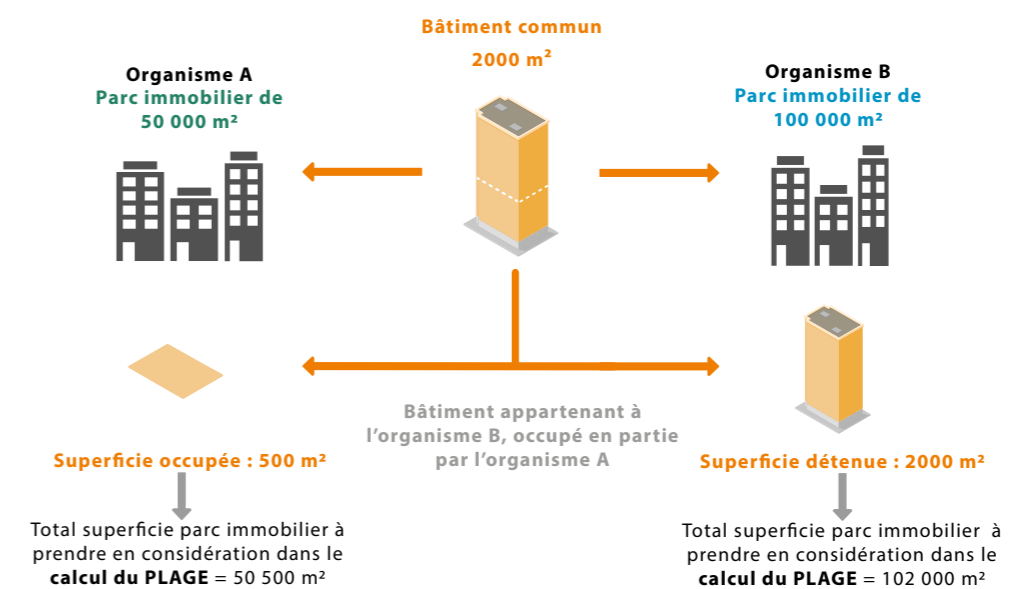 Bâtiment commun
2000 m²
Organisme A
Parc immobilier de
50 000 m²
Organisme B
Parc immobilier de
100 000 m²
Bâtiment appartenant à
l’organisme B, occupé en partie
par l’organisme A
Superficie occupée : 500 m²
Superficie détenue : 2000 m²
Total superficie parc immobilier à
prendre en considération dans le
calcul du PLAGE = 50 500 m²
Total superficie parc immobilier à
prendre en considération dans le
calcul du PLAGE = 102 000 m²